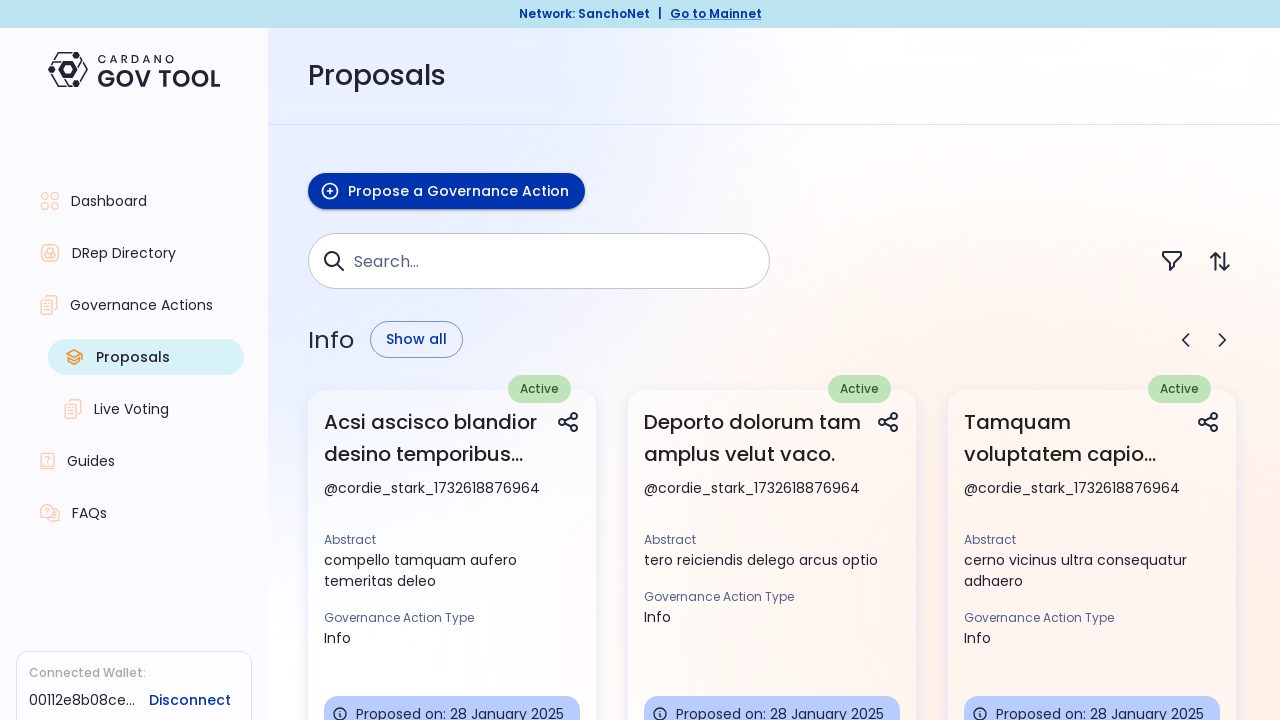 Network: SanchoNet | Go to Mainnet
CARDANO
GOV TOOL
Proposals
Dashboard
DRep Directory
Governance Actions
Proposals
Live Voting
Guides
FAQs
Connected Wallet:
00112e8b08ce... Disconnect
Propose a Governance Action
Search...
Info Show all
Active
Acsi ascisco blandior
desino temporibus...
@cordie_stark_1732618876964
Abstract
compello tamquam aufero
temeritas deleo
Governance Action Type
Info
Proposed on: 28 January 2025
Active
Deporto dolorum tam
amplus velut vaco.
@cordie_stark_1732618876964
Abstract
tero reiciendis delego arcus optio
Governance Action Type
Info
Proposed on: 28 January 2025
Active
Tamquam
voluptatem capio...
@cordie_stark_1732618876964
Abstract
cerno vicinus ultra consequatur
adhaero
Governance Action Type
Info
Proposed on: 28 January 2025